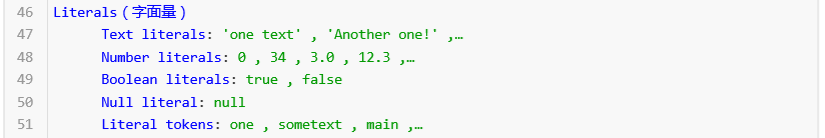 46 Literals(字面量)
47 Text literals: 'one text' , 'Another one!' ,…
48 Number literals: 0 , 34 , 3.0 , 12.3 ,…
49 Boolean literals: true , false
50 Null literal: null
51 Literal tokens: one , sometext , main ,…